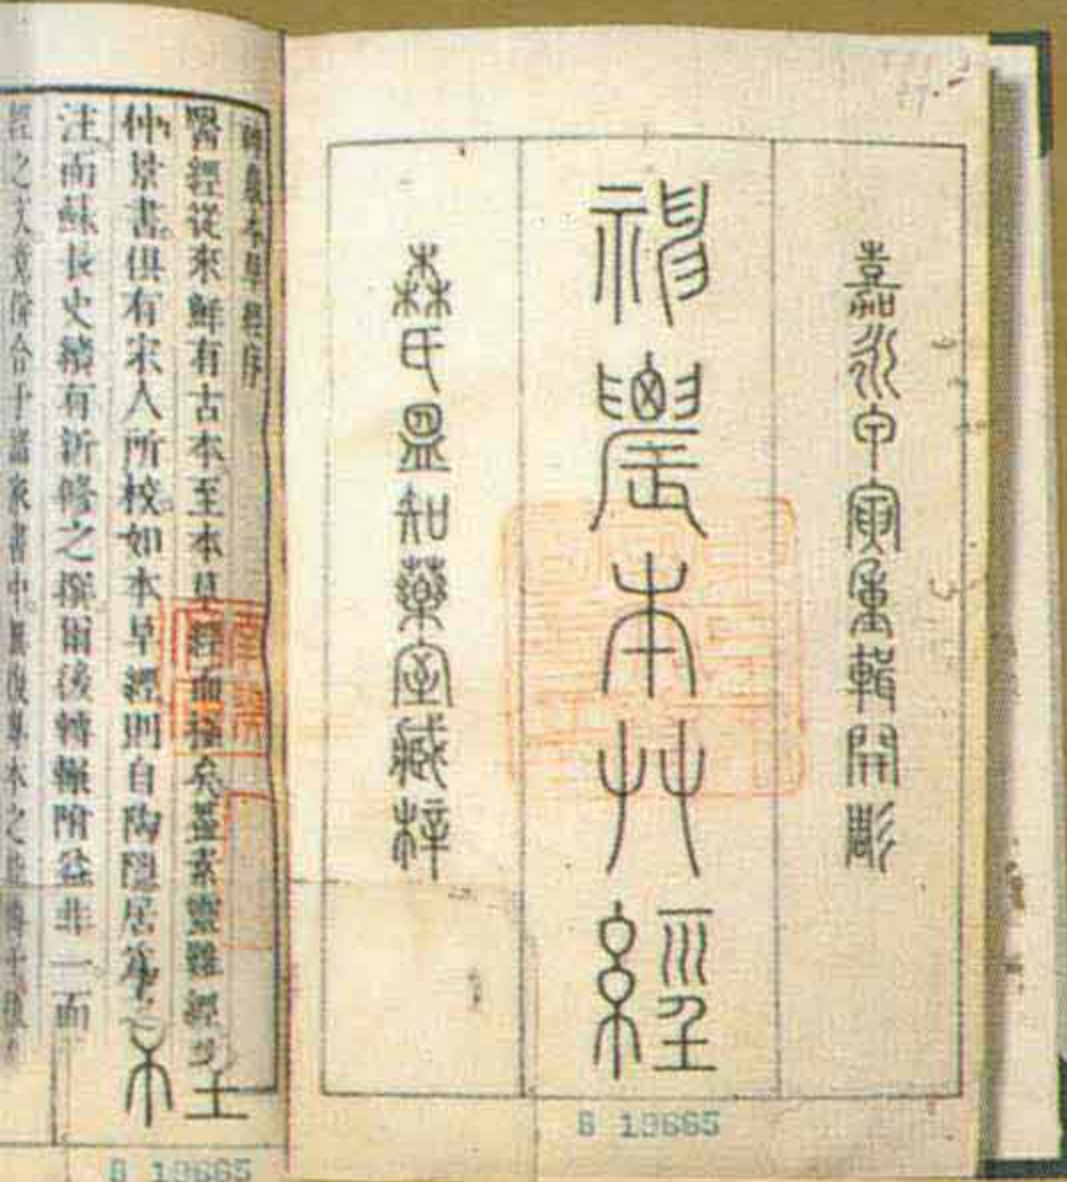 嘉永甲寅重輯開彫
神農本艸經
森氏昷知藥室藏梓
B 19665
神農本草經序
醫經從來鮮有古本至本草經而極矣蓋素靈難經
仲景書俱有宋人所校如本草經則自陶隱居
注而蘇長史續有新修之撰爾後轉輾附益非一而
經之文竟併合于諸家書中無復專本之
B 19665